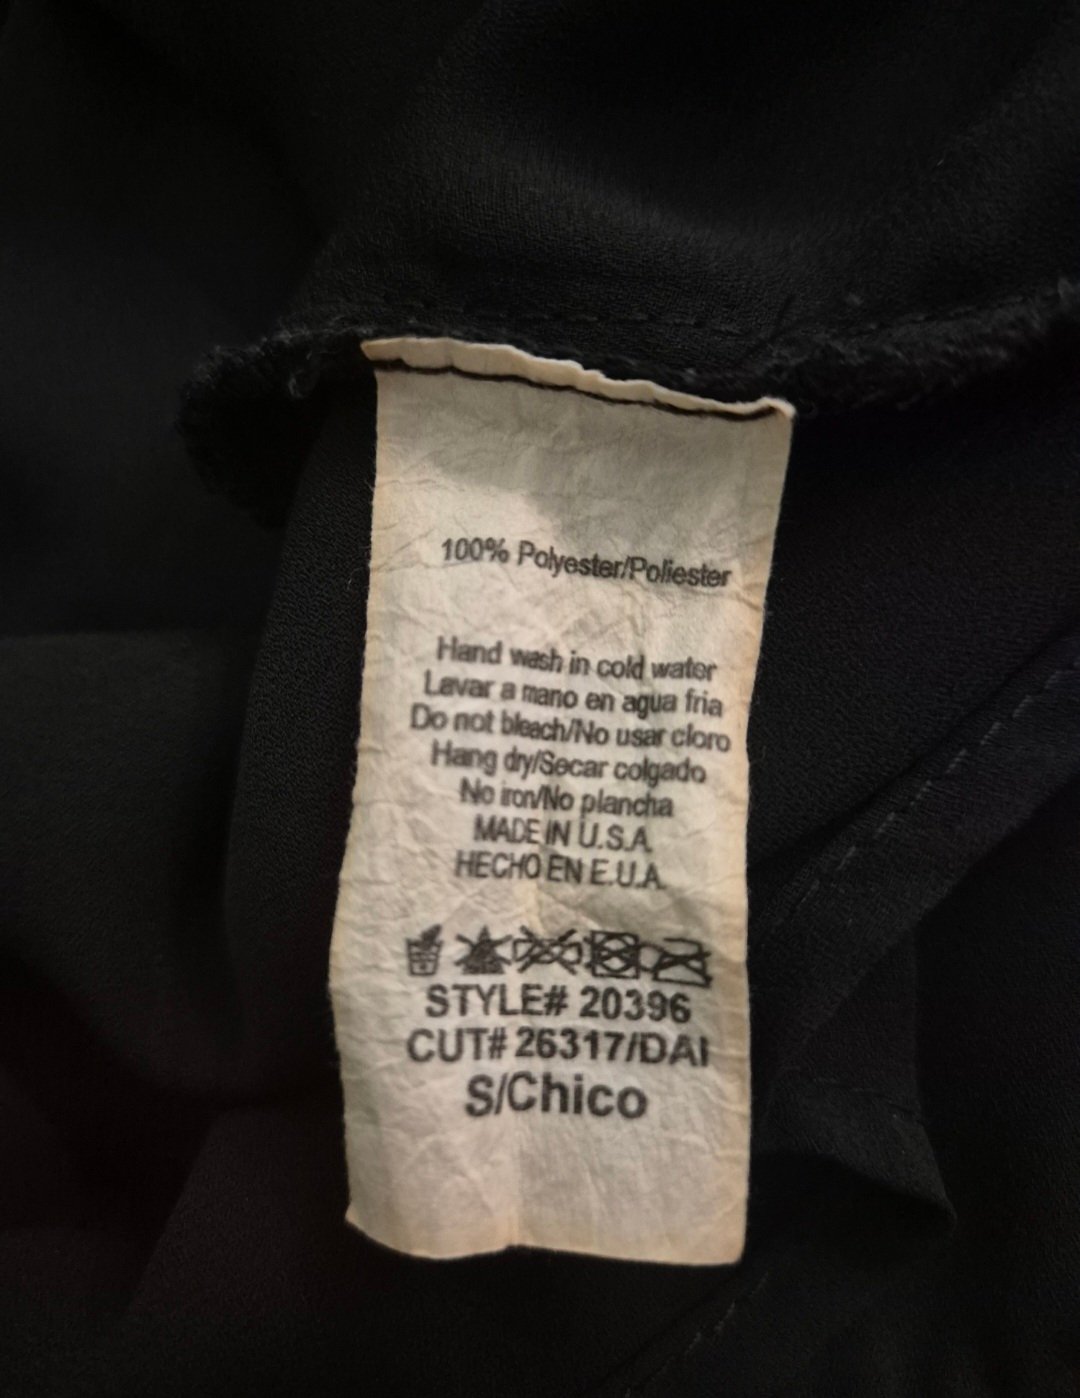 100% Polyester/Poliester
Hand wash in cold water
Lavar a mano en agua fria
Do not bleach/No usar cloro
Hang dry/Secar colgado
No iron/No plancha
MADE IN U.S.A.
HECHO EN E.U.A.
STYLE# 20396
CUT# 26317/DAI
S/Chico